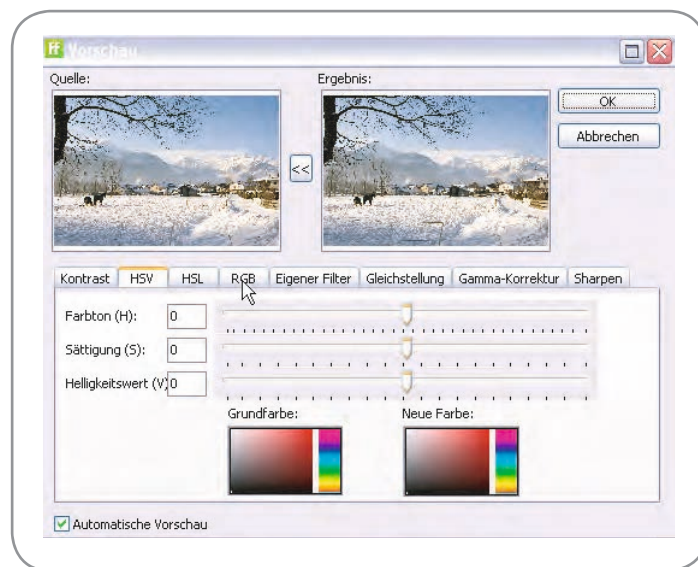 Vorschau
Quelle: Ergebnis:
OK
<<
Abbrechen
Kontrast HSV HSL RGB Eigener Filter Gleichstellung Gamma-Korrektur Sharpen
Farbton (H): 0
Sättigung (S): 0
Helligkeitswert (V) 0
Grundfarbe: Neue Farbe:
Automatische Vorschau